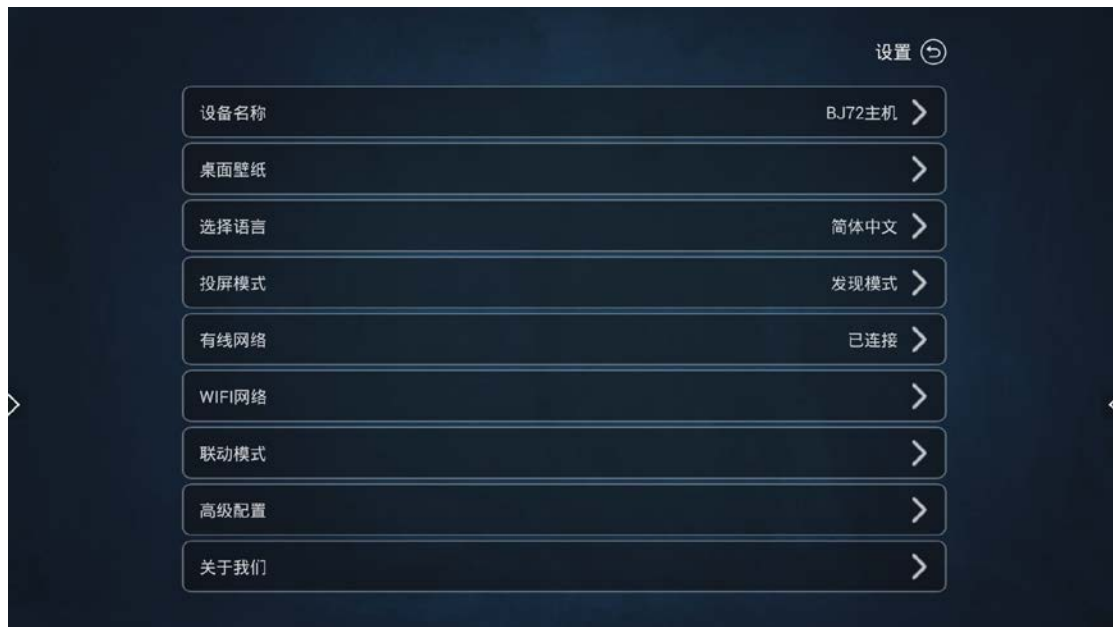 设置
设备名称 BJ72主机
桌面壁纸
选择语言 简体中文
投屏模式 发现模式
有线网络 已连接
WIFI网络
联动模式
高级配置
关于我们